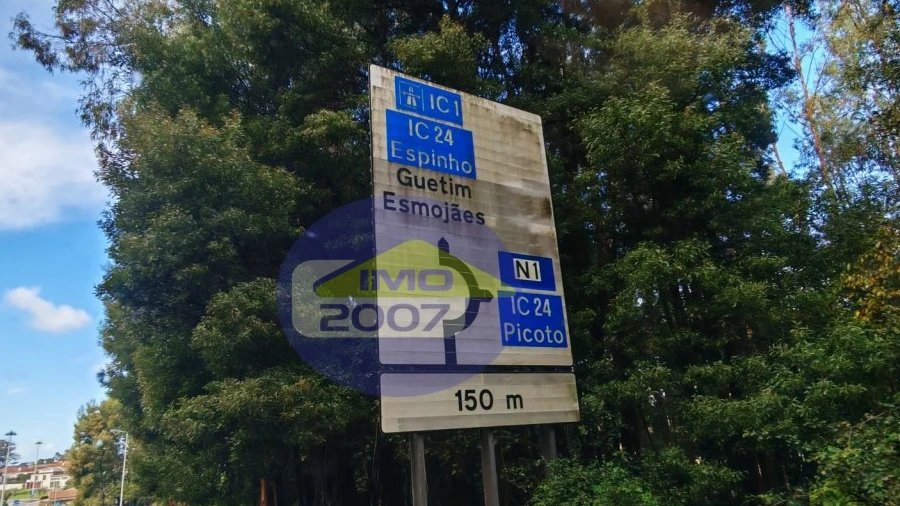 IC 1
IC 24
Espinho
Guetim
Esmojães
N1
IC 24
Picoto
IMO
2007
150 m